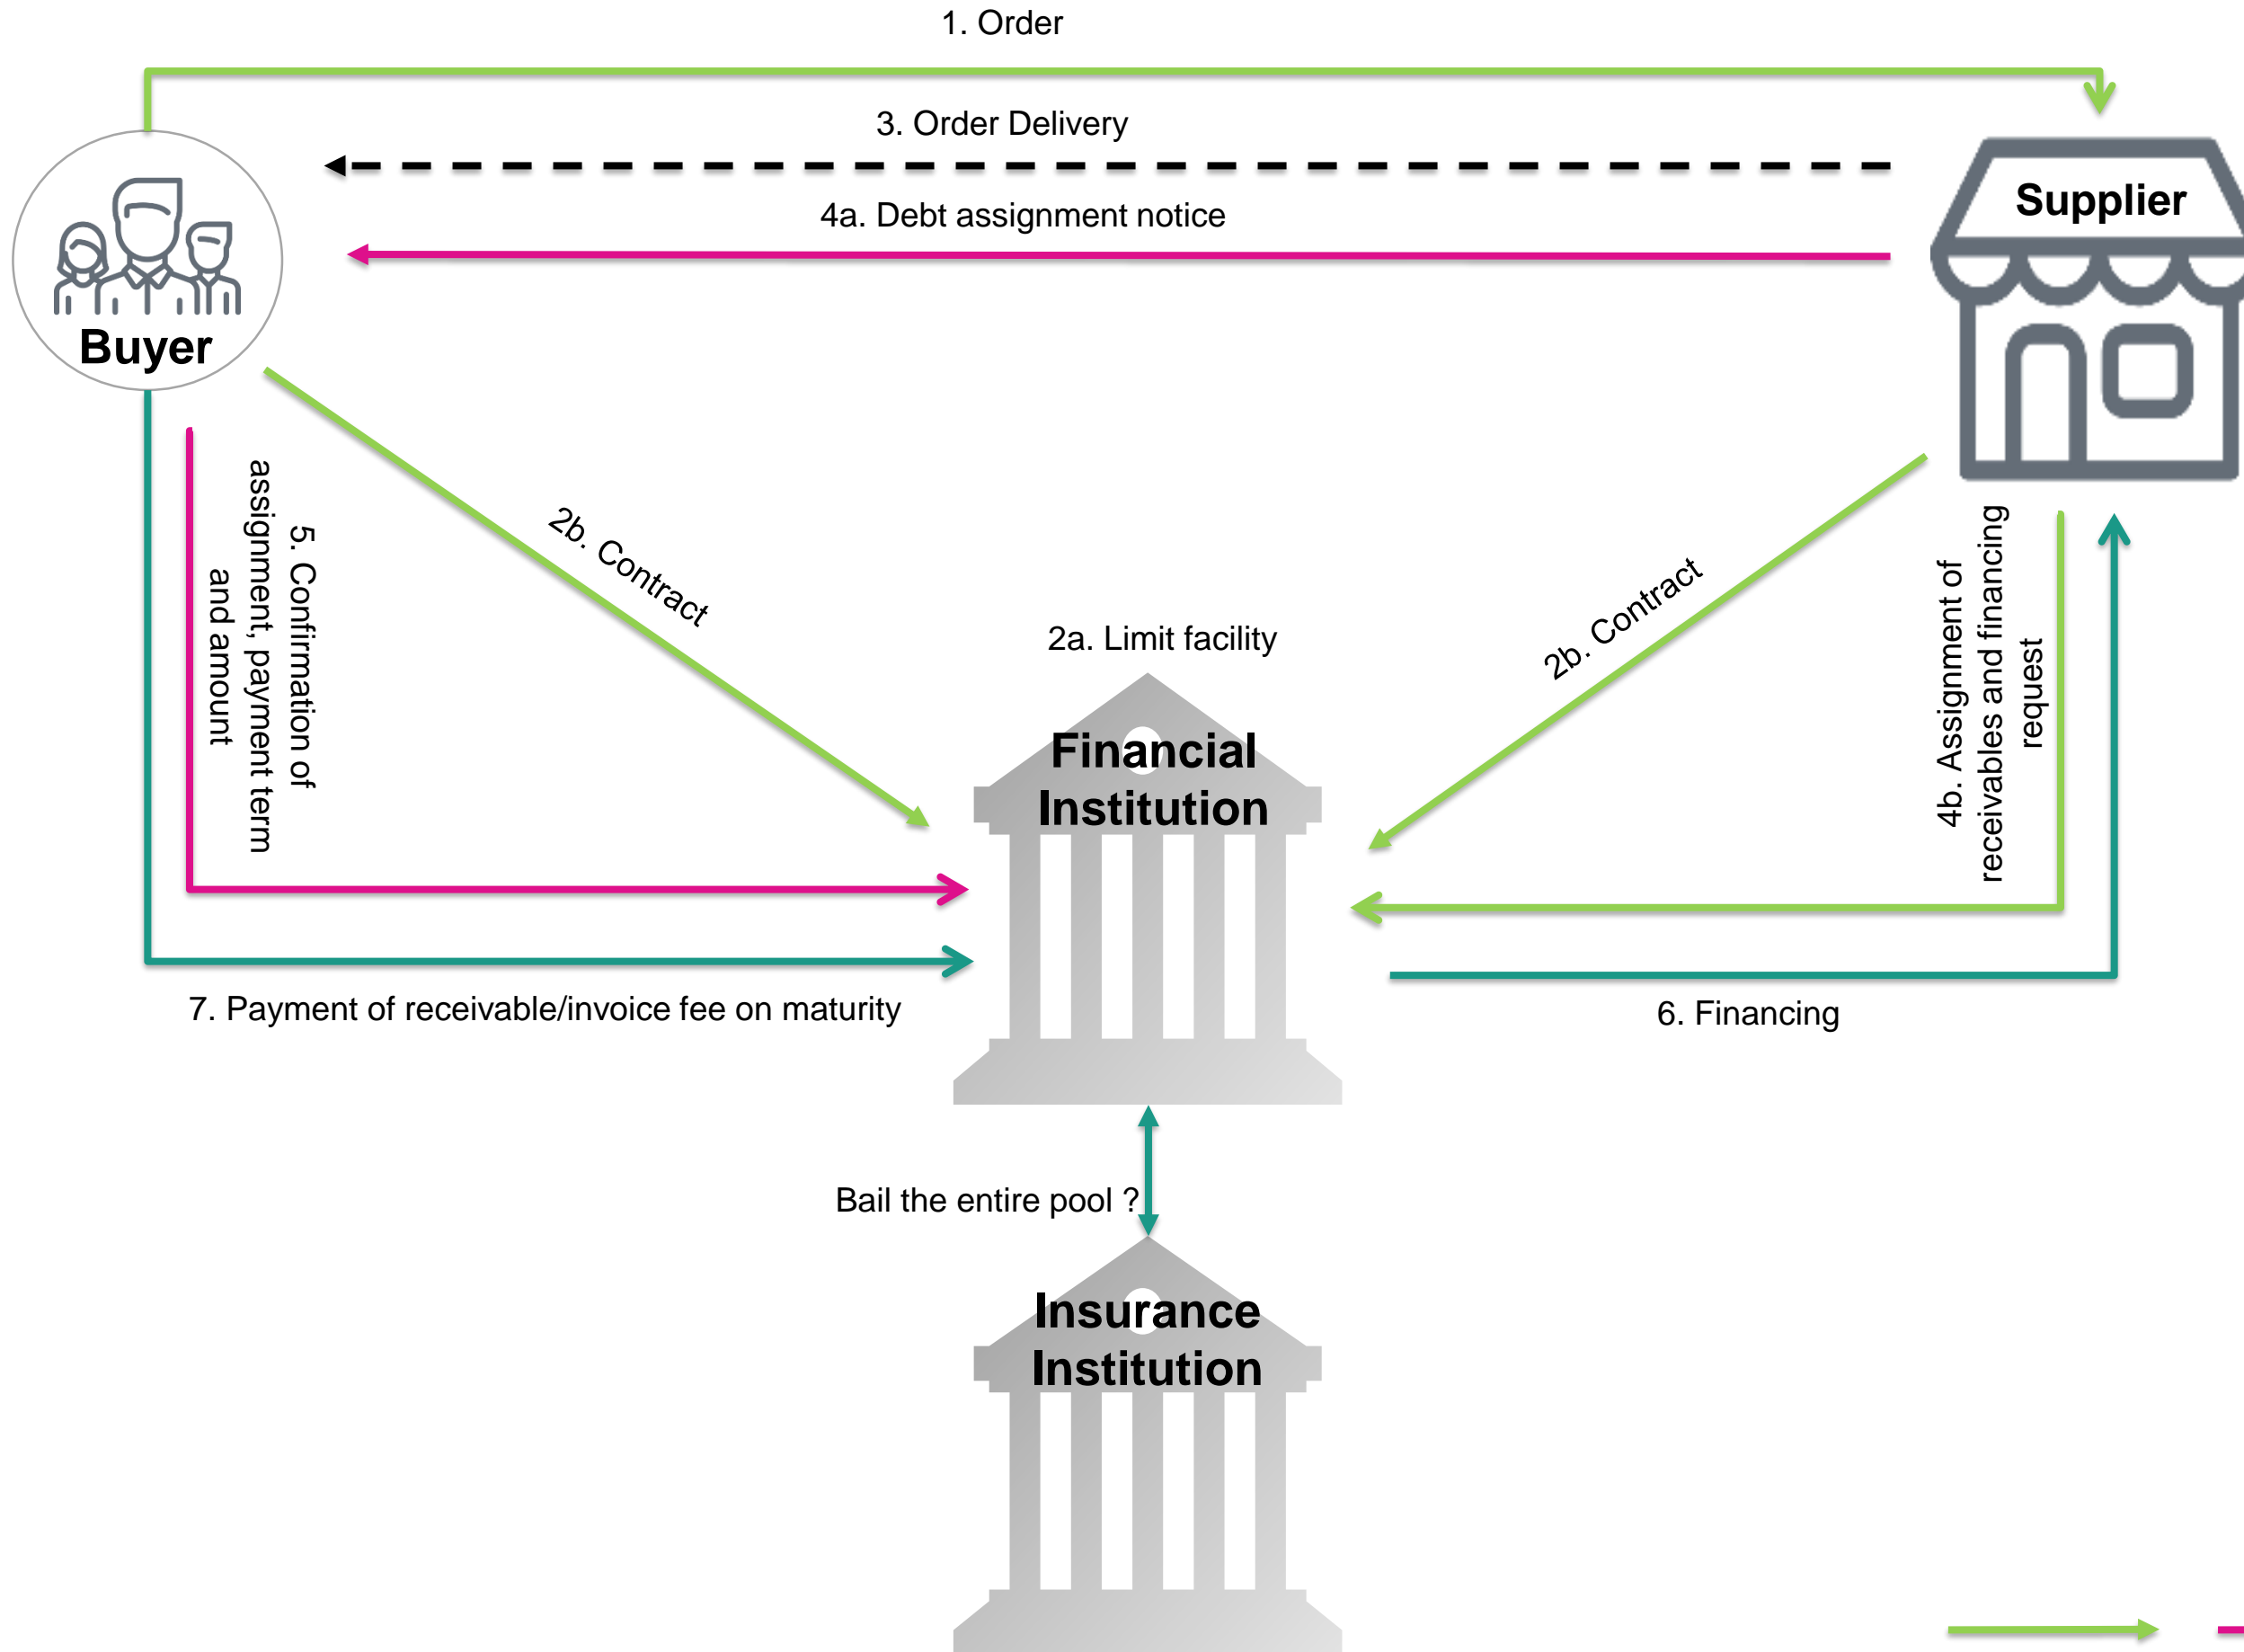 1. Order
3. Order Delivery
4a. Debt assignment notice
Supplier
Buyer
5. Confirmation of
assignment, payment term
and amount
2b. Contract
2b. Contract
4b. Assignment of
receivables and financing
request
2a. Limit facility
Financial
Institution
7. Payment of receivable/invoice fee on maturity
6. Financing
Bail the entire pool ?
Insurance
Institution